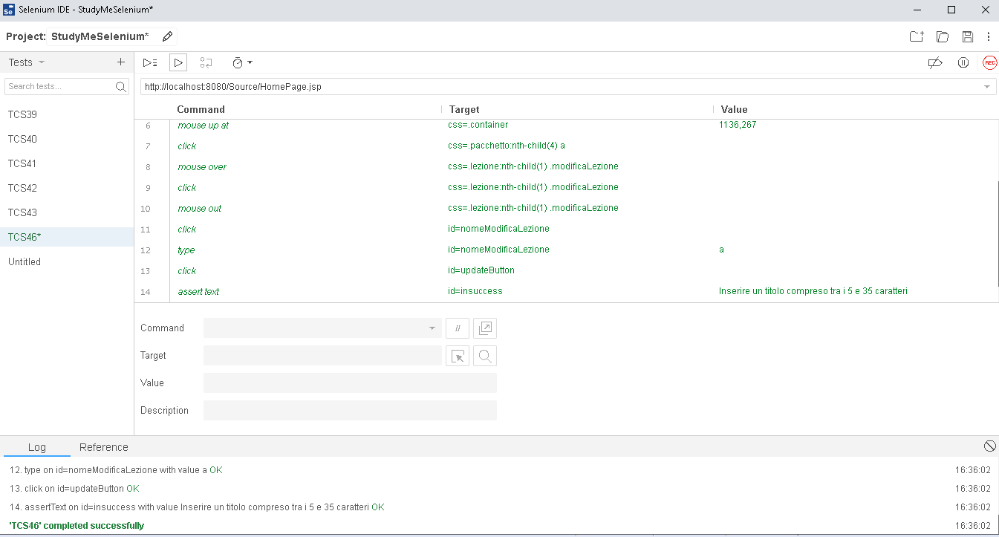 Selenium IDE - StudyMeSelenium*
Project: StudyMeSelenium*
Tests
REC
Search tests...
http://localhost:8080/Source/HomePage.jsp
TCS39
TCS40
TCS41
TCS42
TCS43
TCS46*
Untitled
Command Target Value
6 mouse up at css=.container 1136,267
7 click css=.pacchetto:nth-child(4) a
8 mouse over css=.lezione:nth-child(1) .modificaLezione
9 click css=.lezione:nth-child(1) .modificaLezione
10 mouse out css=.lezione:nth-child(1) .modificaLezione
11 click id=nomeModificaLezione
12 type id=nomeModificaLezione a
13 click id=updateButton
14 assert text id=insuccess Inserire un titolo compreso tra i 5 e 35 caratteri
Command //
Target
Value
Description
Log Reference
12. type on id=nomeModificaLezione with value a OK 16:36:02
13. click on id=updateButton OK 16:36:02
14. assertText on id=insuccess with value Inserire un titolo compreso tra i 5 e 35 caratteri OK 16:36:02
'TCS46' completed successfully 16:36:02